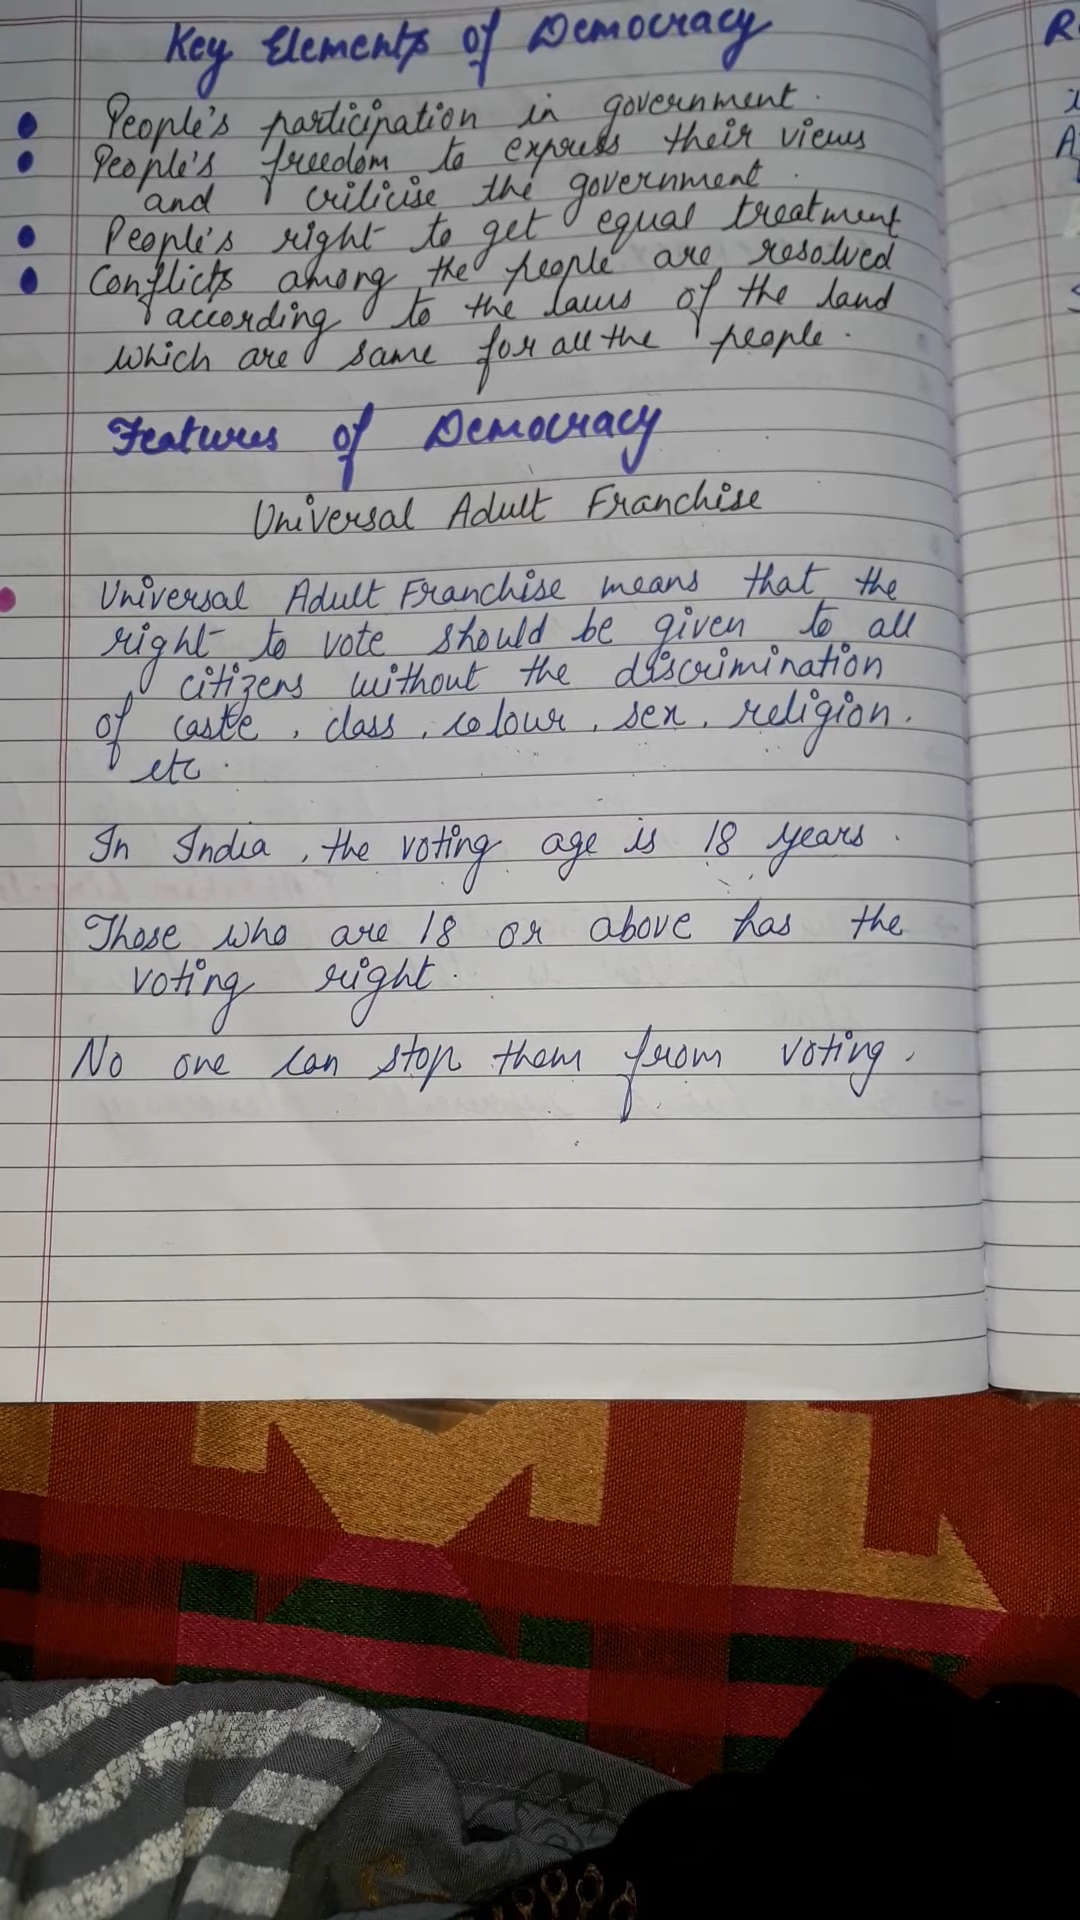 Key Elements of Democracy
People's participation in government.
People's freedom to express their views
and criticise the government.
People's right to get equal treatment
Conflicts among the people are resolved
according to the laws of the land
which are same for all the people.
Features of Democracy
Universal Adult Franchise
Universal Adult Franchise means that the
right to vote should be given to all
citizens without the discrimination
of caste, class, colour, sex, religion.
etc.
In India, the voting age is 18 years.
Those who are 18 or above has the
voting right.
No one can stop them from voting.